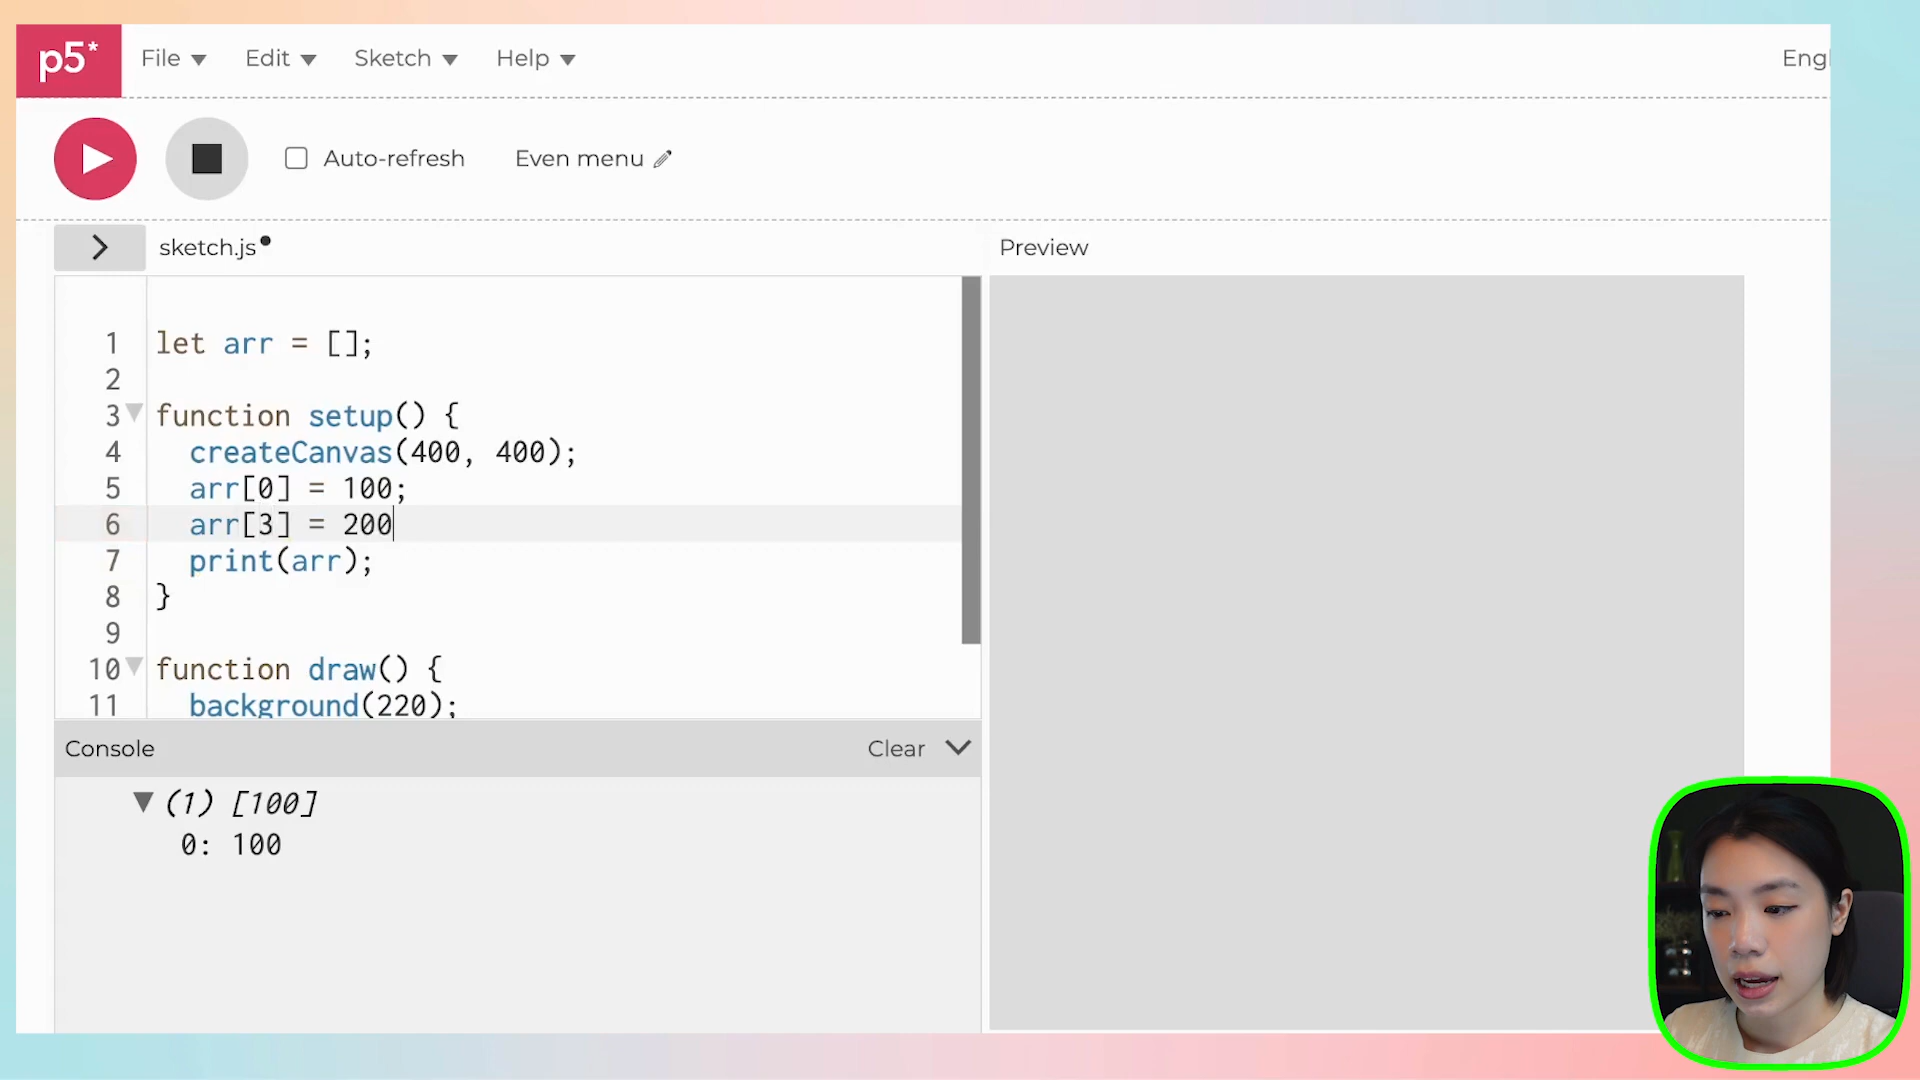 p5* File Edit Sketch Help Engl
Auto-refresh Even menu
sketch.js
Preview
1 let arr = [];
2
3 function setup() {
4 createCanvas(400, 400);
5 arr[0] = 100;
6 arr[3] = 200
7 print(arr);
8 }
9
10 function draw() {
11 background(220);
Console Clear
(1) [100]
0: 100